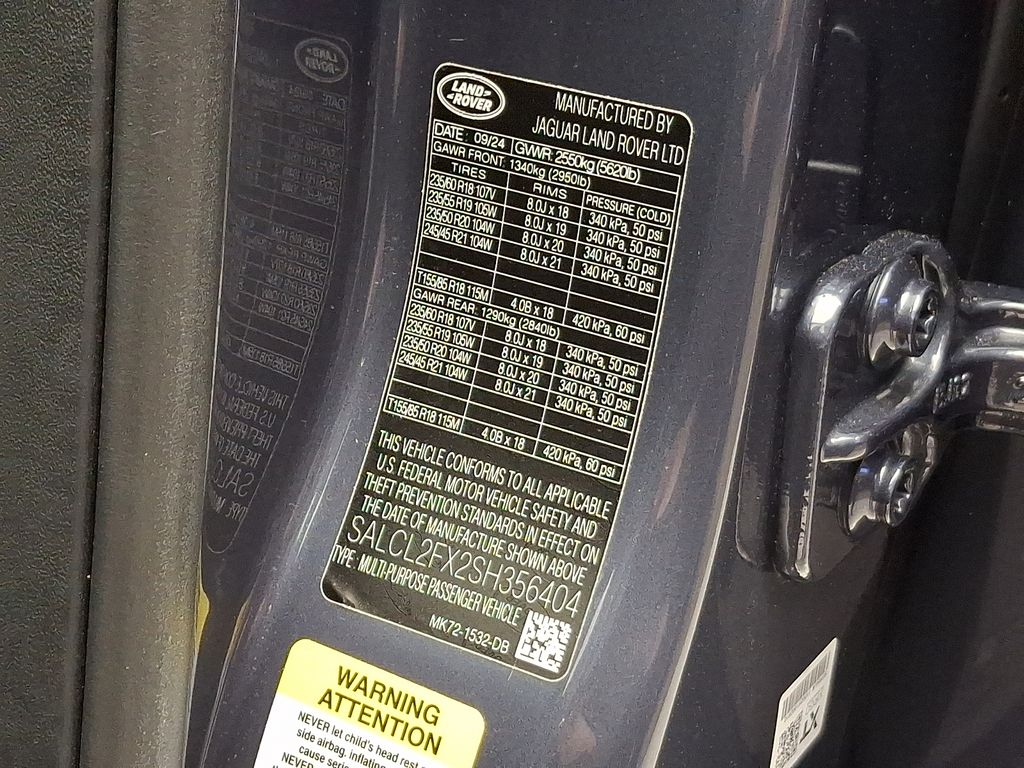 LAND ROVER
MANUFACTURED BY
JAGUAR LAND ROVER LTD
DATE: 09/24 GVWR: 2550kg (5620lb)
GAWR FRONT: 1340kg (2950lb)
TIRES RIMS PRESSURE (COLD)
235/60 R18 107V 8.0J x 18 340 kPa, 50 psi
235/55 R19 105W 8.0J x 19 340 kPa, 50 psi
235/50 R20 104W 8.0J x 20 340 kPa, 50 psi
245/45 R21 104W 8.0J x 21 340 kPa, 50 psi
T155/85 R18 115M 4.0B x 18 420 kPa, 60 psi
GAWR REAR: 1290kg (2840lb)
235/60 R18 107V 8.0J x 18 340 kPa, 50 psi
235/55 R19 105W 8.0J x 19 340 kPa, 50 psi
235/50 R20 104W 8.0J x 20 340 kPa, 50 psi
245/45 R21 104W 8.0J x 21 340 kPa, 50 psi
T155/85 R18 115M 4.0B x 18 420 kPa, 60 psi
THIS VEHICLE CONFORMS TO ALL APPLICABLE
U.S. FEDERAL MOTOR VEHICLE SAFETY AND
THEFT PREVENTION STANDARDS IN EFFECT ON
THE DATE OF MANUFACTURE SHOWN ABOVE
SALCL2FX2SH356404
TYPE: MULTI-PURPOSE PASSENGER VEHICLE
MK72-1532-DB
WARNING
ATTENTION
NEVER let child's head rest
side airbag, inflating
cause
NEVER